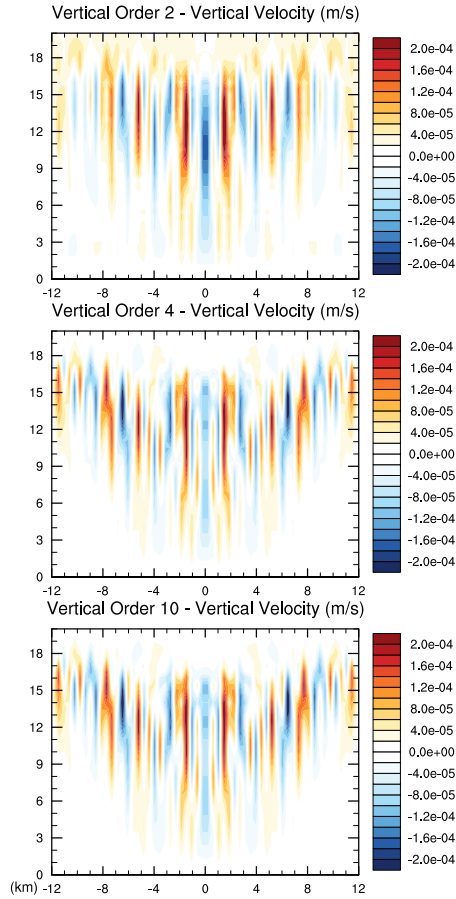 Vertical Order 2 - Vertical Velocity (m/s)
18
15
12
9
6
3
0
-12 -8 -4 0 4 8 12
2.0e-04
1.6e-04
1.2e-04
8.0e-05
4.0e-05
0.0e+00
-4.0e-05
-8.0e-05
-1.2e-04
-1.6e-04
-2.0e-04
Vertical Order 4 - Vertical Velocity (m/s)
18
15
12
9
6
3
0
-12 -8 -4 0 4 8 12
2.0e-04
1.6e-04
1.2e-04
8.0e-05
4.0e-05
0.0e+00
-4.0e-05
-8.0e-05
-1.2e-04
-1.6e-04
-2.0e-04
Vertical Order 10 - Vertical Velocity (m/s)
18
15
12
9
6
3
0
(km) -12 -8 -4 0 4 8 12
2.0e-04
1.6e-04
1.2e-04
8.0e-05
4.0e-05
0.0e+00
-4.0e-05
-8.0e-05
-1.2e-04
-1.6e-04
-2.0e-04